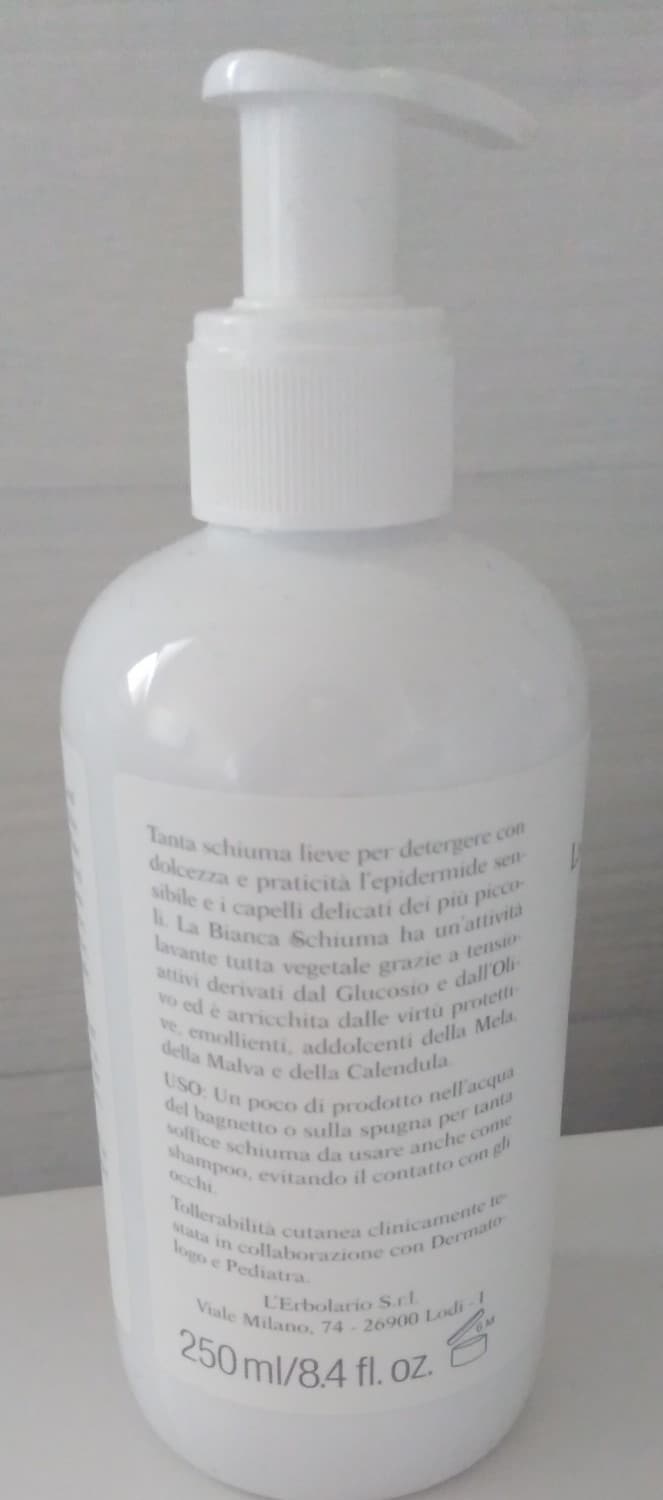 Tanta schiuma lieve per detergere con
dolcezza e praticità l'epidermide sen-
sibile e i capelli delicati dei più picco-
li. La Bianca Schiuma ha un'attività
lavante tutta vegetale grazie a tensio-
attivi derivati dal Glucosio e dall'Oli-
vo ed è arricchita dalle virtù protetti-
ve, emollienti, addolcenti della Mela,
della Malva e della Calendula.
USO: Un poco di prodotto nell'acqua
del bagnetto o sulla spugna per tanta
soffice schiuma da usare anche come
shampoo, evitando il contatto con gli
occhi.
Tollerabilità cutanea clinicamente te-
stata in collaborazione con Dermato-
logo e Pediatra.
L'Erbolario S.r.l.
Viale Milano, 74 - 26900 Lodi - I
6 M
250 ml/8.4 fl. oz.